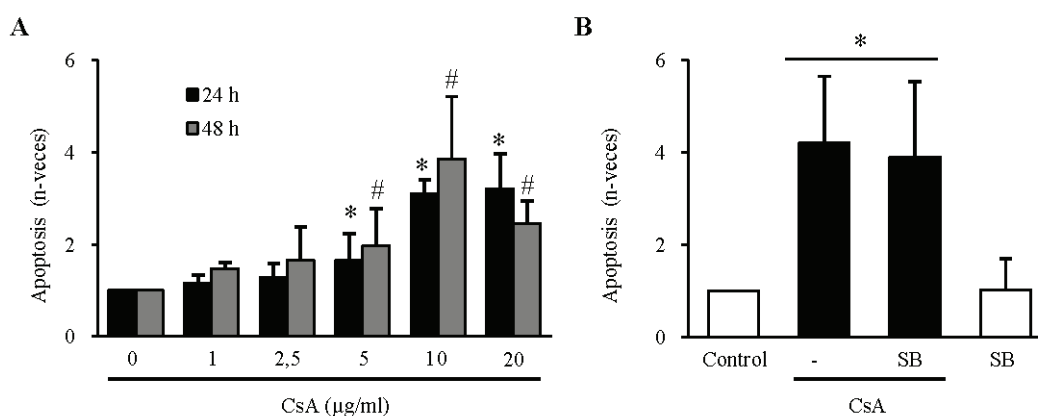 A
Apoptosis (n-veces)
6
4
2
0
24 h
48 h
*
#
*
#
*
#
0 1 2,5 5 10 20
CsA (µg/ml)
B
Apoptosis (n-veces)
6
4
2
0
*
Control - SB SB
CsA